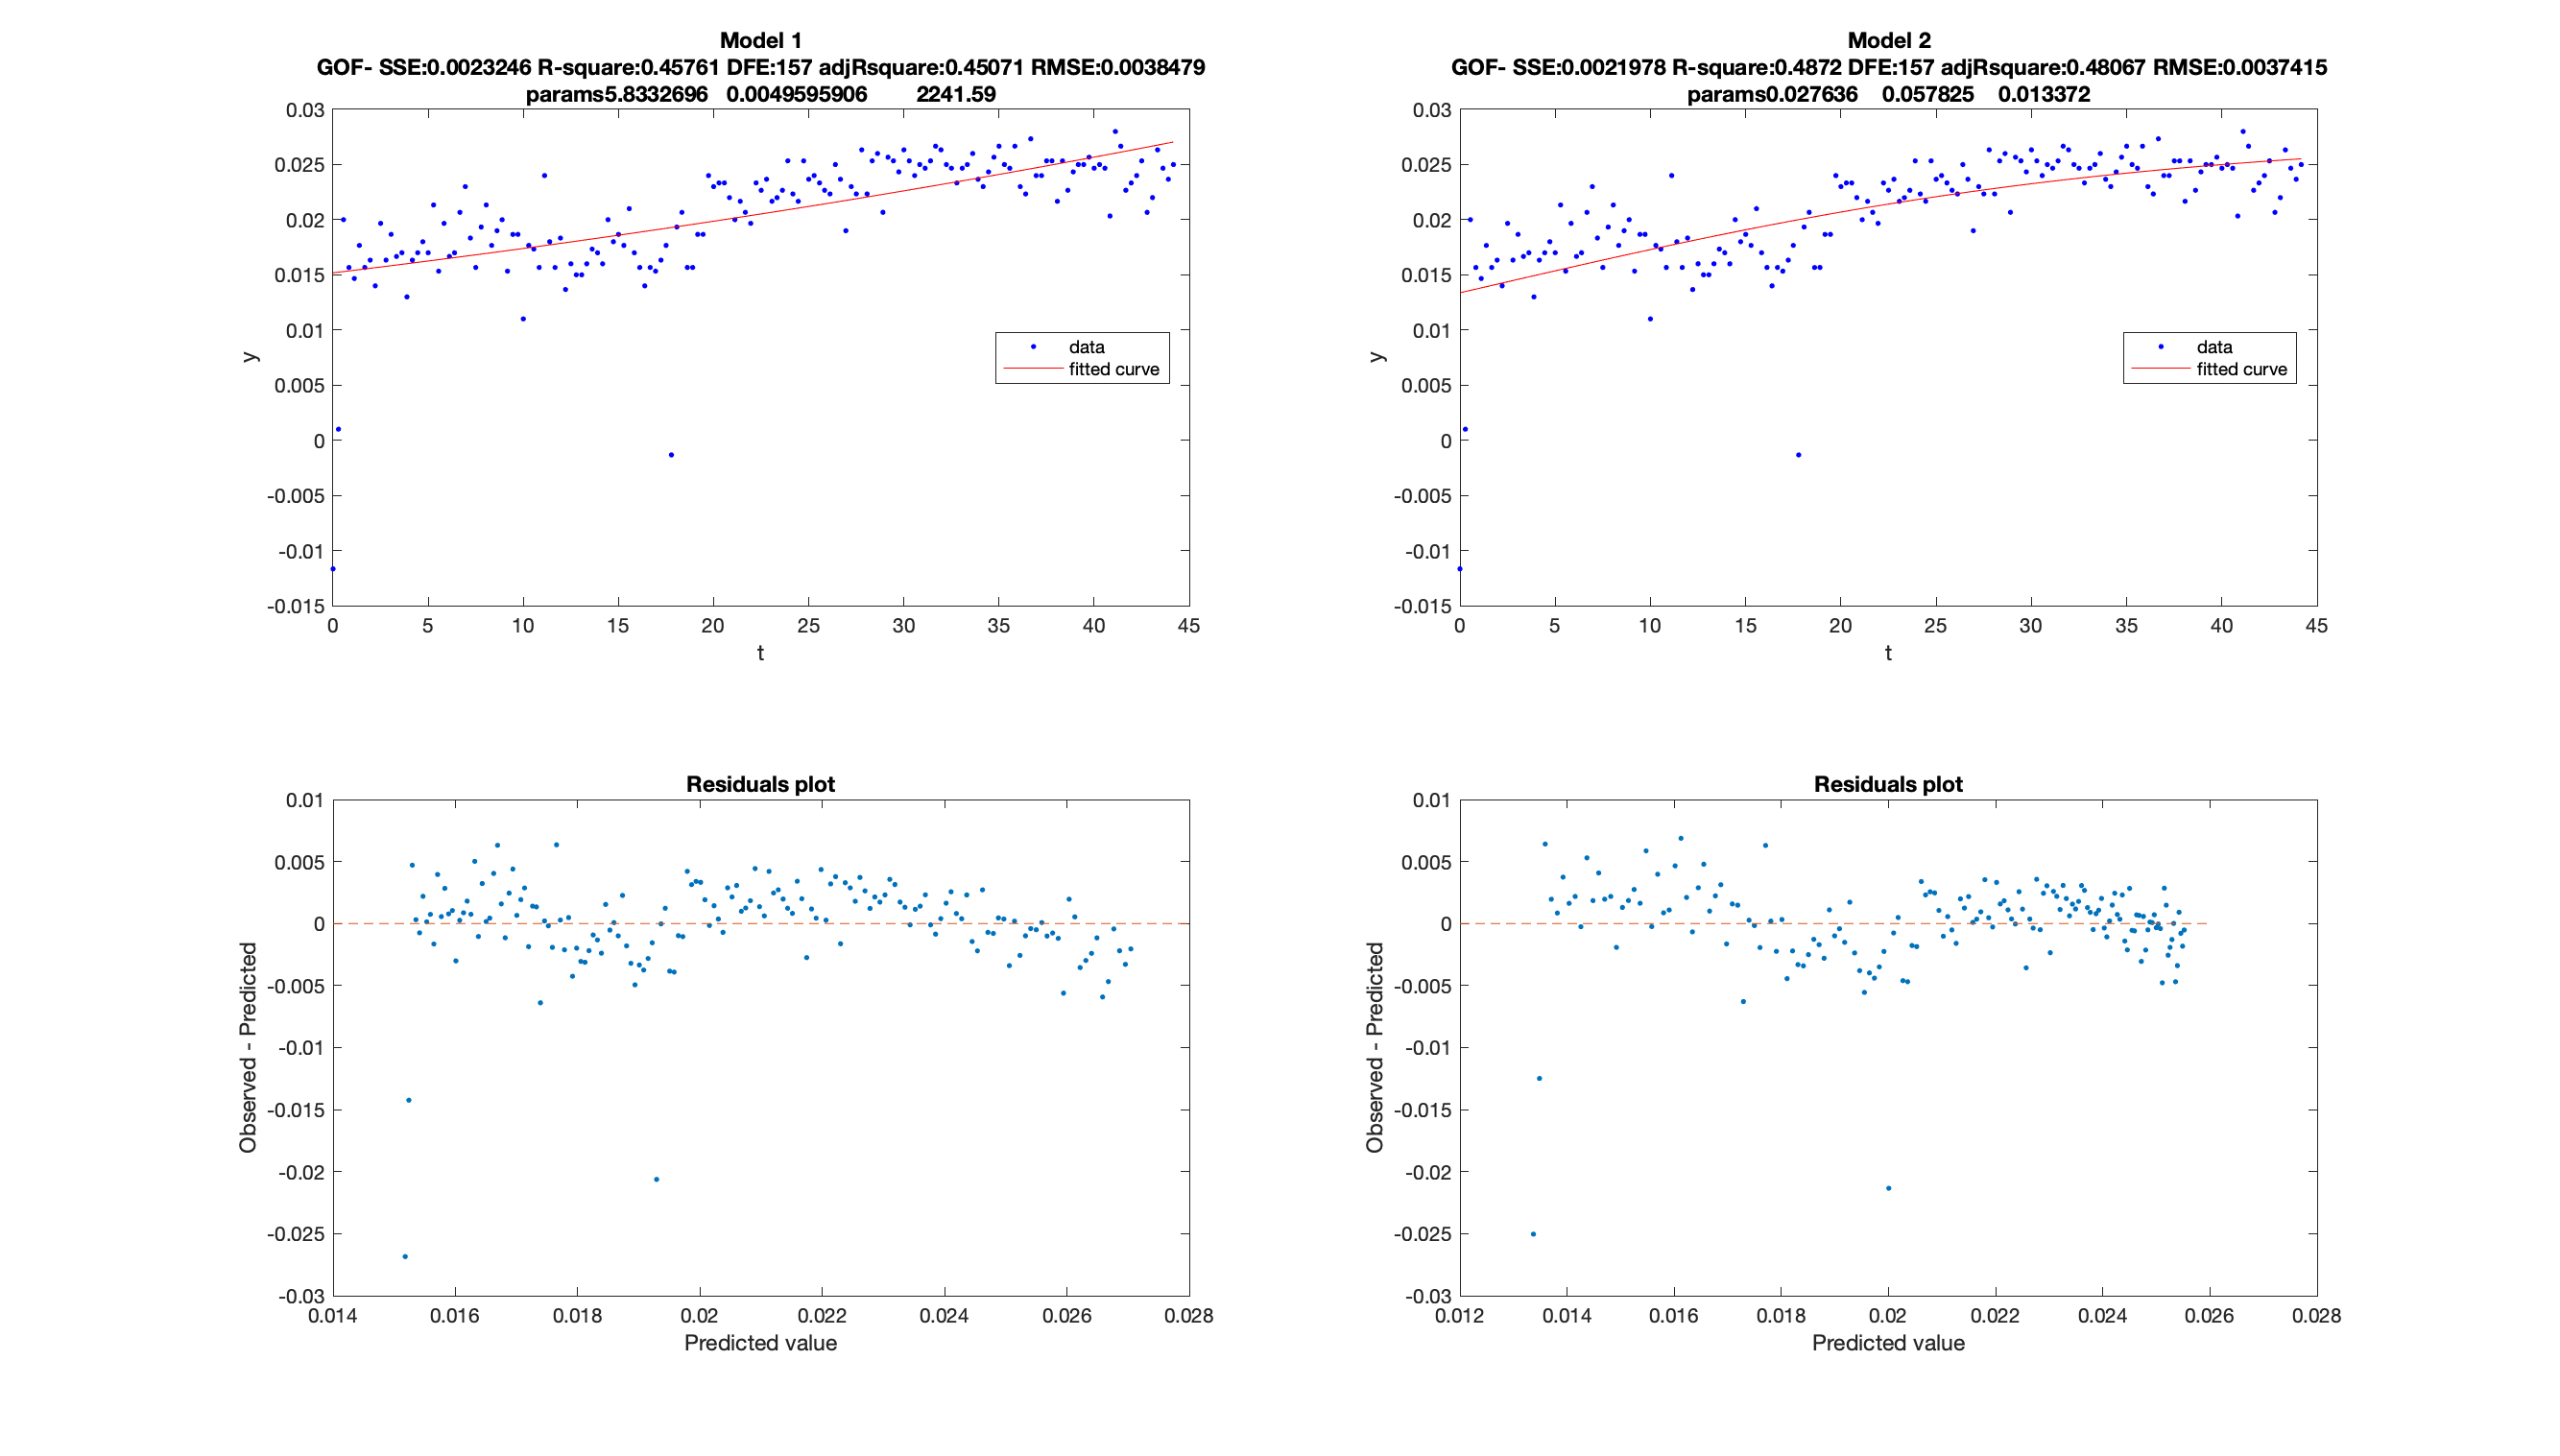 Model 1
GOF- SSE:0.0023246 R-square:0.45761 DFE:157 adjRsquare:0.45071 RMSE:0.0038479
params5.8332696 0.0049595906 2241.59
0.03
0.025
0.02
0.015
0.01
0.005
0
-0.005
-0.01
-0.015
y
data
fitted curve
0 5 10 15 20 25 30 35 40 45
t
Model 2
GOF- SSE:0.0021978 R-square:0.4872 DFE:157 adjRsquare:0.48067 RMSE:0.0037415
params0.027636 0.057825 0.013372
0.03
0.025
0.02
0.015
0.01
0.005
0
-0.005
-0.01
-0.015
y
data
fitted curve
0 5 10 15 20 25 30 35 40 45
t
Residuals plot
0.01
0.005
0
-0.005
-0.01
-0.015
-0.02
-0.025
-0.03
Observed - Predicted
0.014 0.016 0.018 0.02 0.022 0.024 0.026 0.028
Predicted value
Residuals plot
0.01
0.005
0
-0.005
-0.01
-0.015
-0.02
-0.025
-0.03
Observed - Predicted
0.012 0.014 0.016 0.018 0.02 0.022 0.024 0.026 0.028
Predicted value